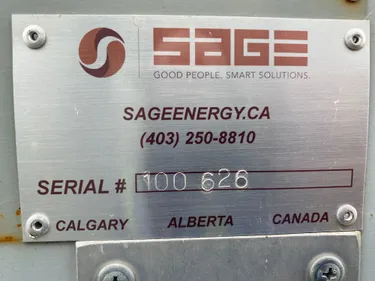 SAGE
GOOD PEOPLE. SMART SOLUTIONS.
SAGEENERGY.CA
(403) 250-8810
SERIAL # 100 626
CALGARY ALBERTA CANADA